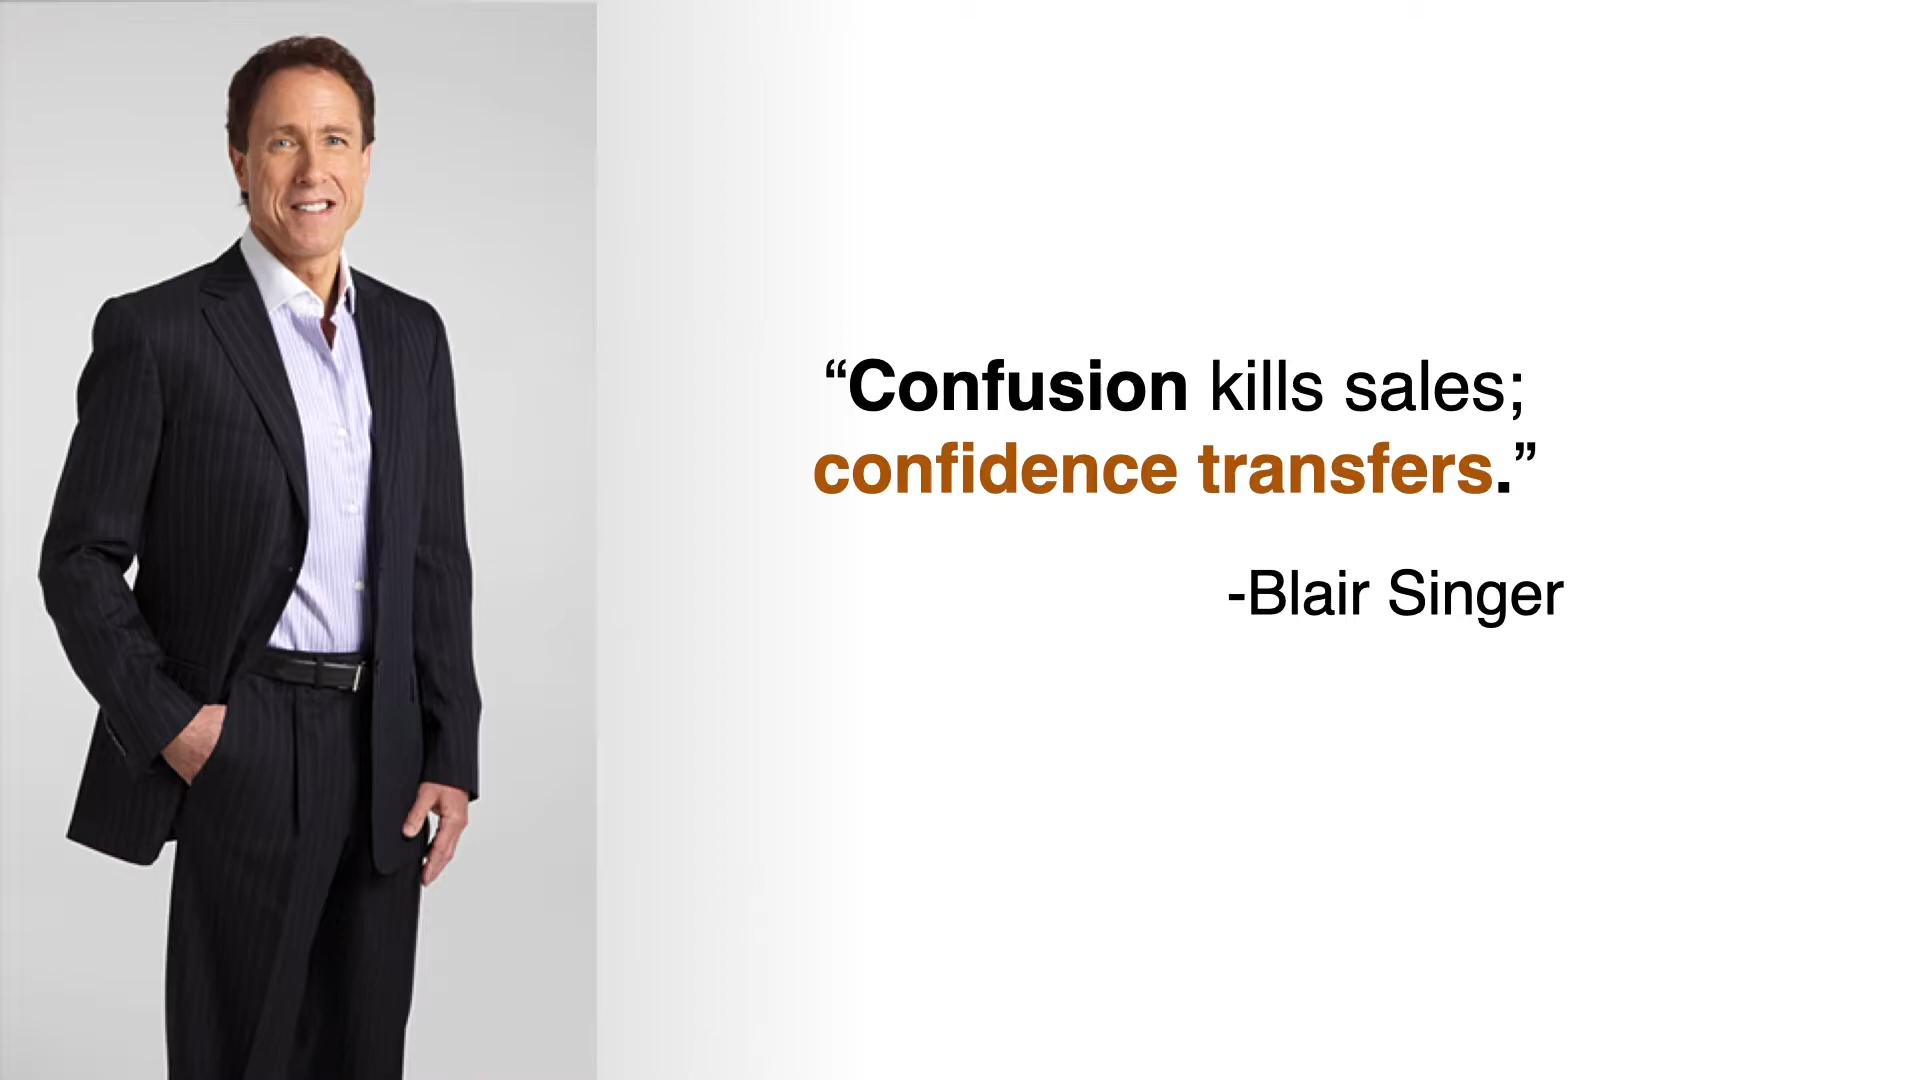 “Confusion kills sales;
confidence transfers.”
-Blair Singer